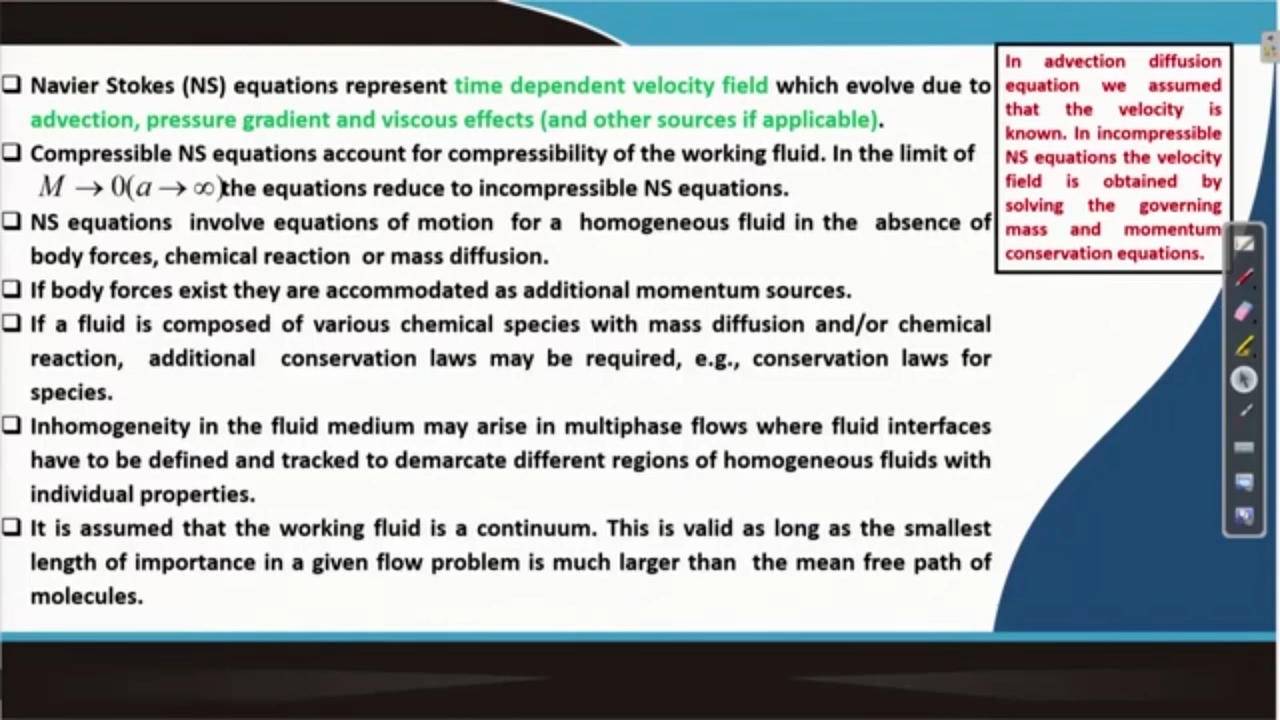 ❑ Navier Stokes (NS) equations represent time dependent velocity field which evolve due to
advection, pressure gradient and viscous effects (and other sources if applicable).
❑ Compressible NS equations account for compressibility of the working fluid. In the limit of
M → 0(a → ∞)the equations reduce to incompressible NS equations.
❑ NS equations involve equations of motion for a homogeneous fluid in the absence of
body forces, chemical reaction or mass diffusion.
❑ If body forces exist they are accommodated as additional momentum sources.
❑ If a fluid is composed of various chemical species with mass diffusion and/or chemical
reaction, additional conservation laws may be required, e.g., conservation laws for
species.
❑ Inhomogeneity in the fluid medium may arise in multiphase flows where fluid interfaces
have to be defined and tracked to demarcate different regions of homogeneous fluids with
individual properties.
❑ It is assumed that the working fluid is a continuum. This is valid as long as the smallest
length of importance in a given flow problem is much larger than the mean free path of
molecules.
In advection diffusion
equation we assumed
that the velocity is
known. In incompressible
NS equations the velocity
field is obtained by
solving the governing
mass and momentum
conservation equations.